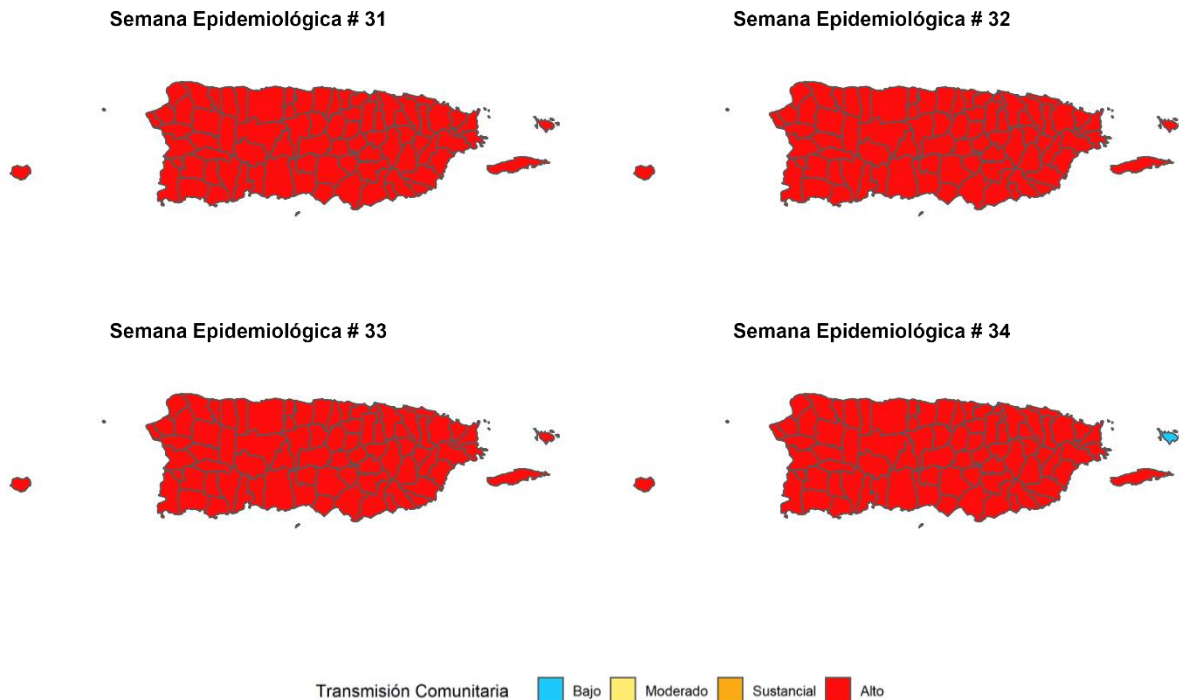 Semana Epidemiológica # 31
Semana Epidemiológica # 32
Semana Epidemiológica # 33
Semana Epidemiológica # 34
Transmisión Comunitaria Bajo Moderado Sustancial Alto